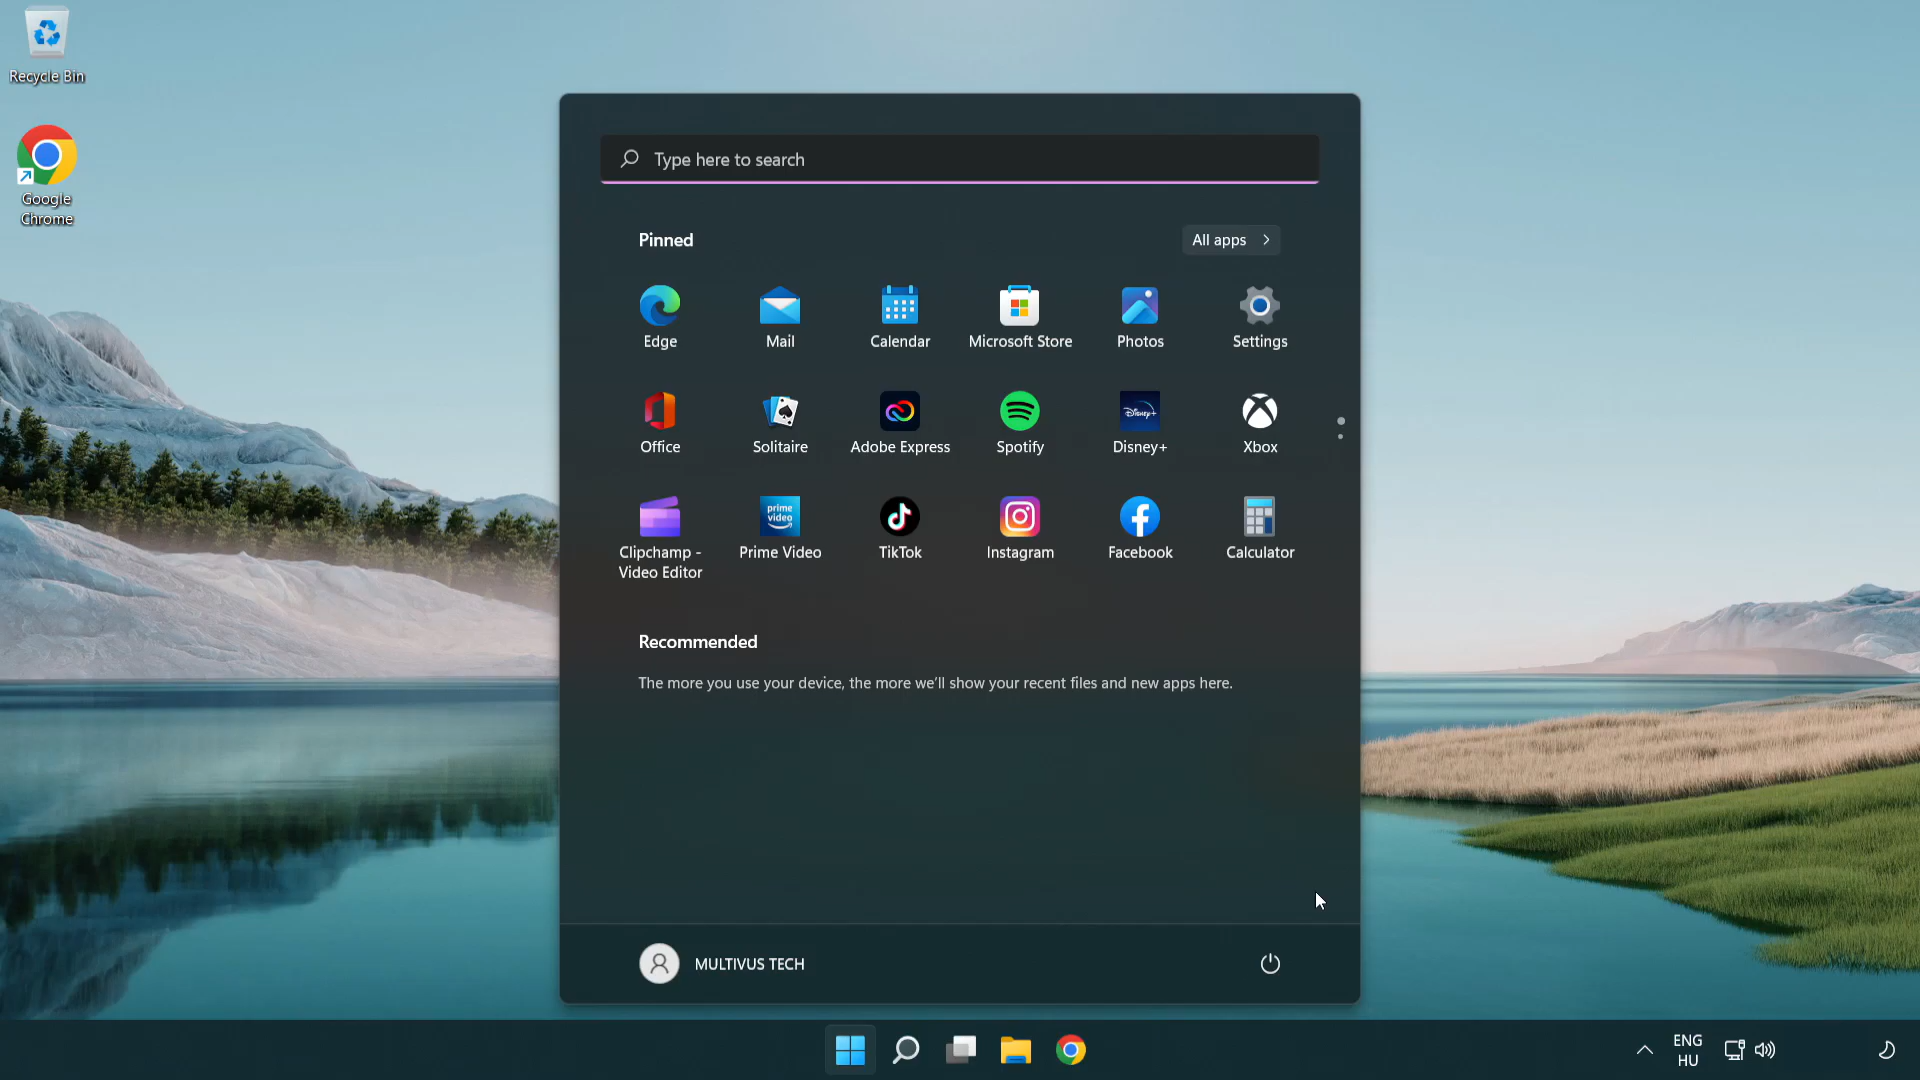 Recycle Bin
Google
Chrome
Type here to search
Pinned
All apps
Edge
Mail
Calendar
Microsoft Store
Photos
Settings
Office
Solitaire
Adobe Express
Spotify
Disney+
Disney+
Xbox
prime
video
Clipchamp -
Video Editor
Prime Video
TikTok
Instagram
Facebook
Calculator
Recommended
The more you use your device, the more we'll show your recent files and new apps here.
MULTIVUS TECH
ENG
HU